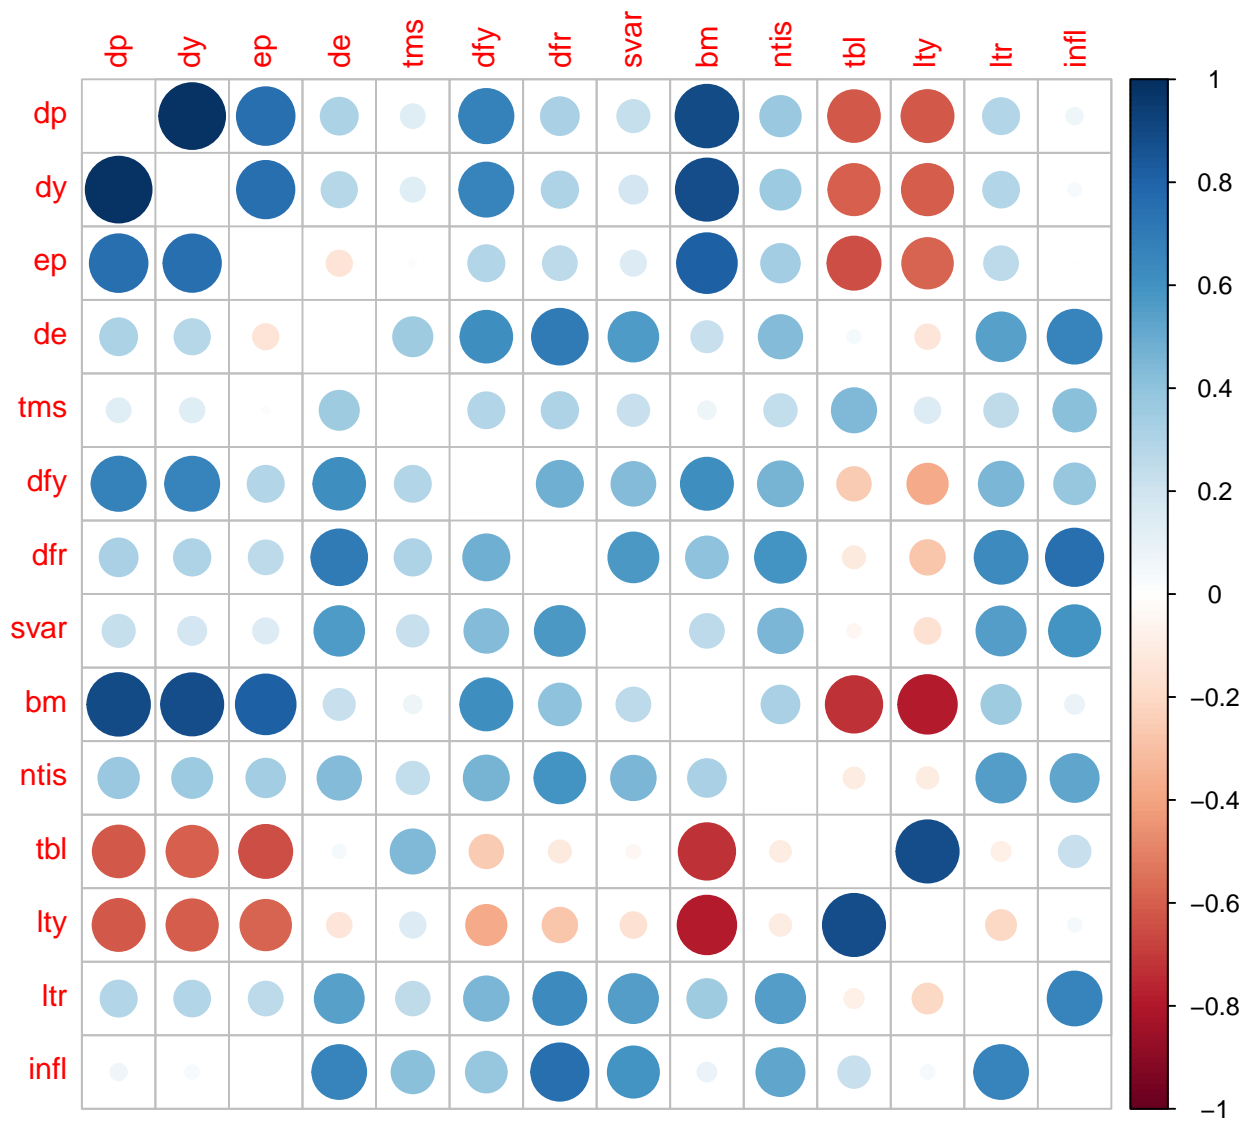 dp dy ep de tms dfy dfr svar bm ntis tbl lty ltr infl
dp
dy
ep
de
tms
dfy
dfr
svar
bm
ntis
tbl
lty
ltr
infl
1
0.8
0.6
0.4
0.2
0
−0.2
−0.4
−0.6
−0.8
−1